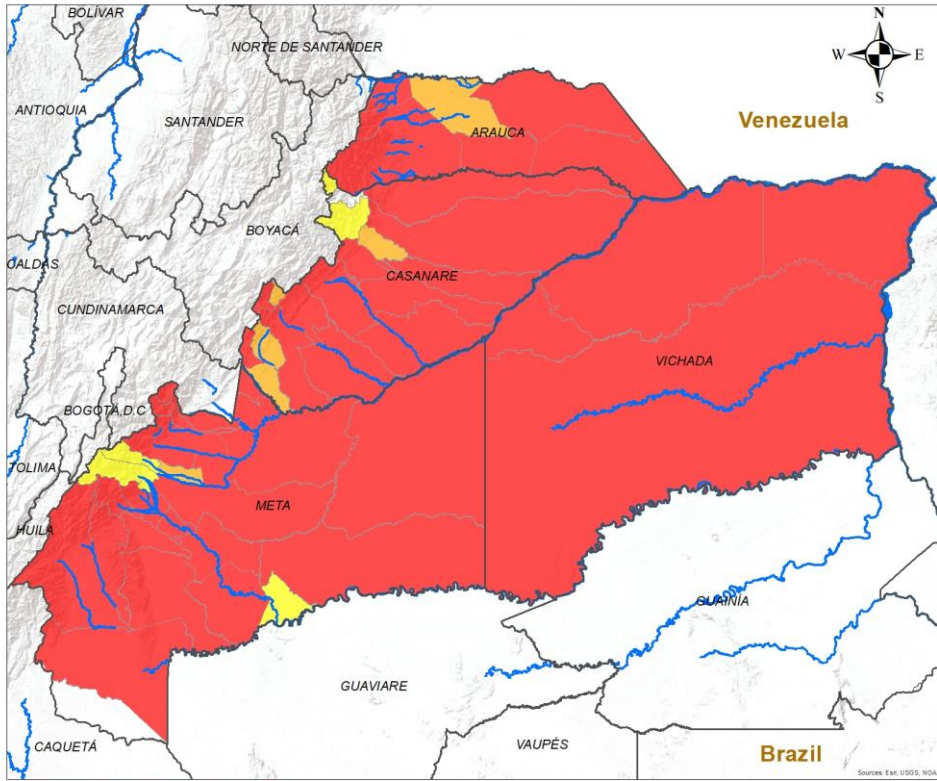 BOLÍVAR
NORTE DE SANTANDER
N
W
E
S
ANTIOQUIA
SANTANDER
ARAUCA
Venezuela
BOYACÁ
CALDAS
CASANARE
CUNDINAMARCA
VICHADA
BOGOTÁ,D.C
TOLIMA
META
HUILA
GUAINÍA
GUAVIARE
CAQUETÁ
VAUPÉS
Brazil
Sources: Esri, USGS, NOA